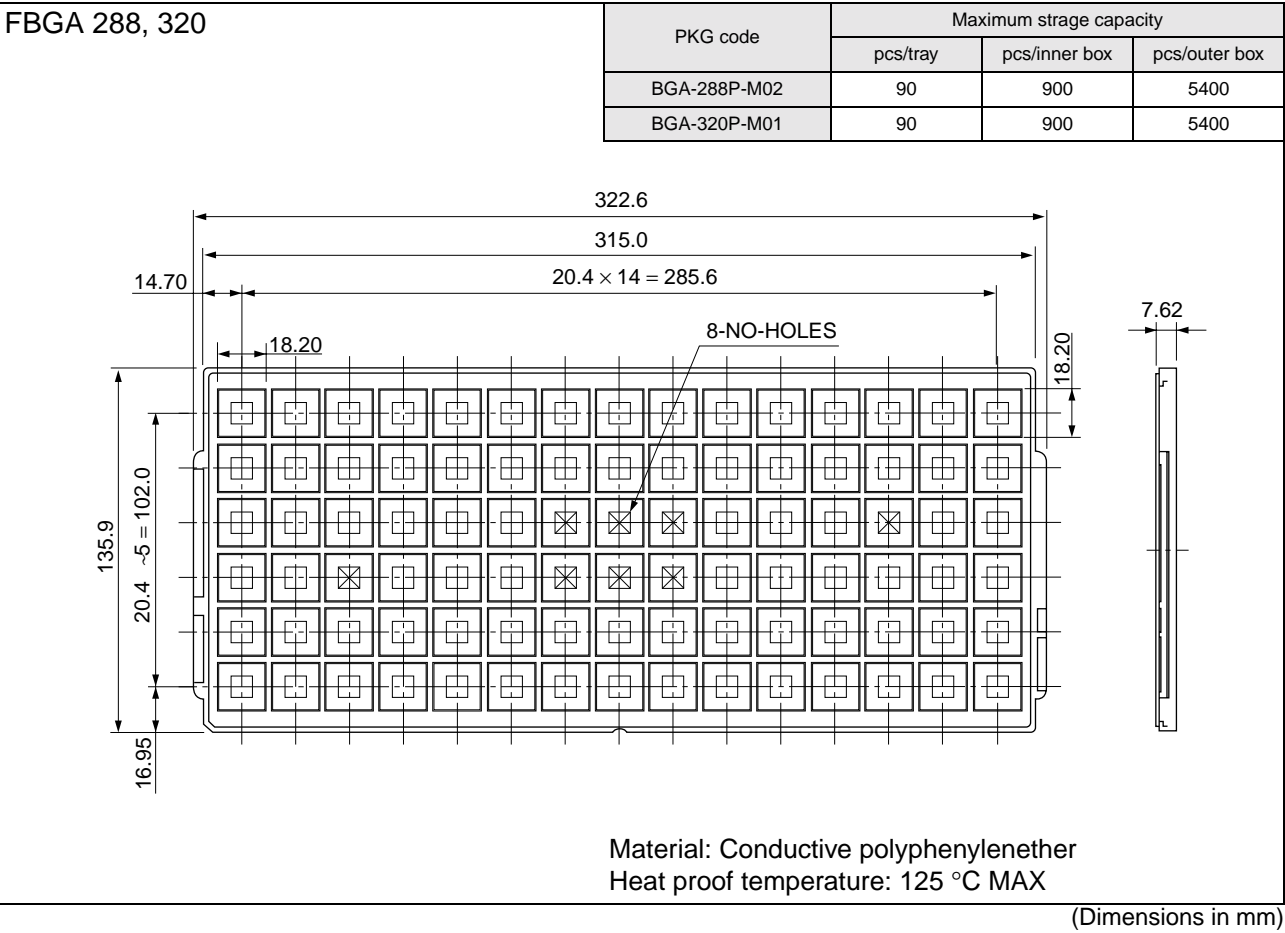 FBGA 288, 320
PKG code
Maximum strage capacity
pcs/tray
pcs/inner box
pcs/outer box
BGA-288P-M02
90
900
5400
BGA-320P-M01
90
900
5400
322.6
315.0
20.4 × 14 = 285.6
14.70
18.20
8-NO-HOLES
18.20
7.62
135.9
20.4 ~5 = 102.0
16.95
Material: Conductive polyphenylenether
Heat proof temperature: 125 °C MAX
(Dimensions in mm)